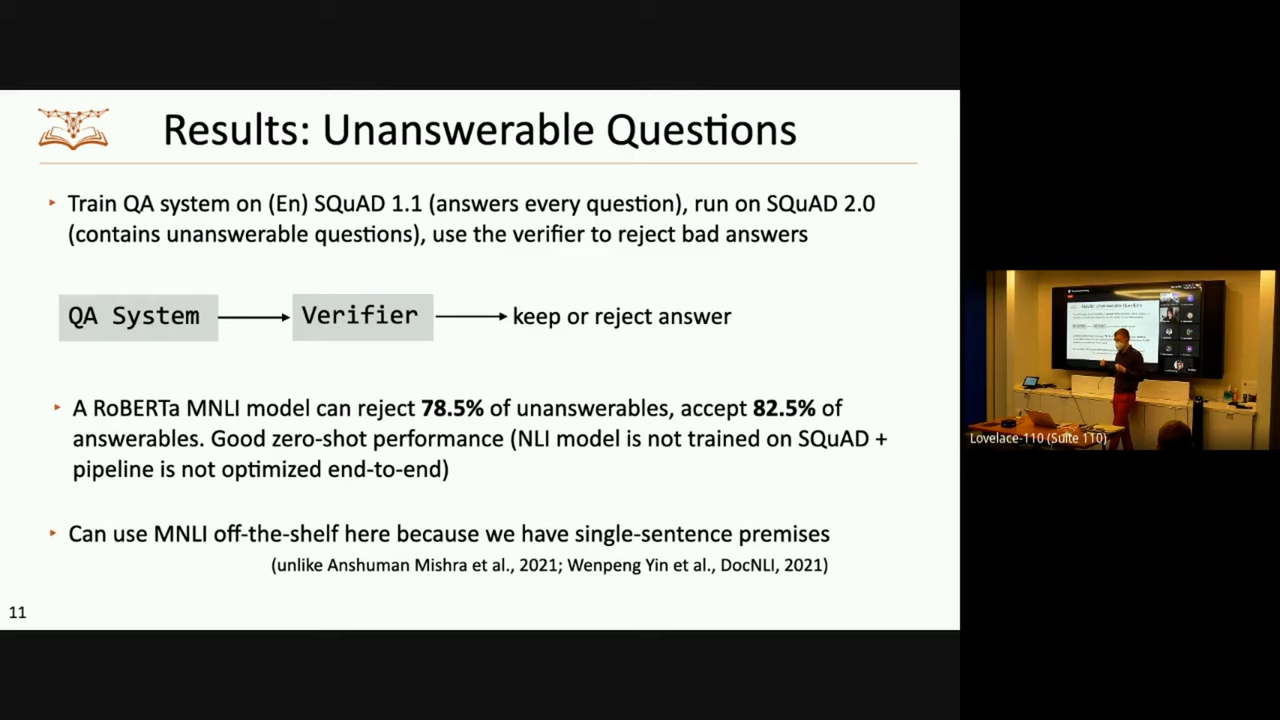 Results: Unanswerable Questions
Train QA system on (En) SQuAD 1.1 (answers every question), run on SQuAD 2.0
(contains unanswerable questions), use the verifier to reject bad answers
QA System
Verifier
keep or reject answer
A RoBERTa MNLI model can reject 78.5% of unanswerables, accept 82.5% of
answerables. Good zero-shot performance (NLI model is not trained on SQuAD +
pipeline is not optimized end-to-end)
Can use MNLI off-the-shelf here because we have single-sentence premises
(unlike Anshuman Mishra et al., 2021; Wenpeng Yin et al., DocNLI, 2021)
11
Lovelace-110 (Suite 110)